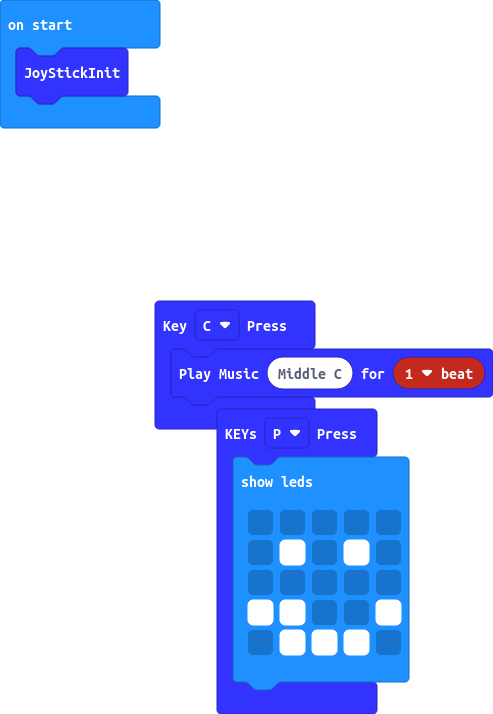 on start
JoyStickInit
Key C Press
Play Music Middle C for 1 beat
KEYs P Press
show leds